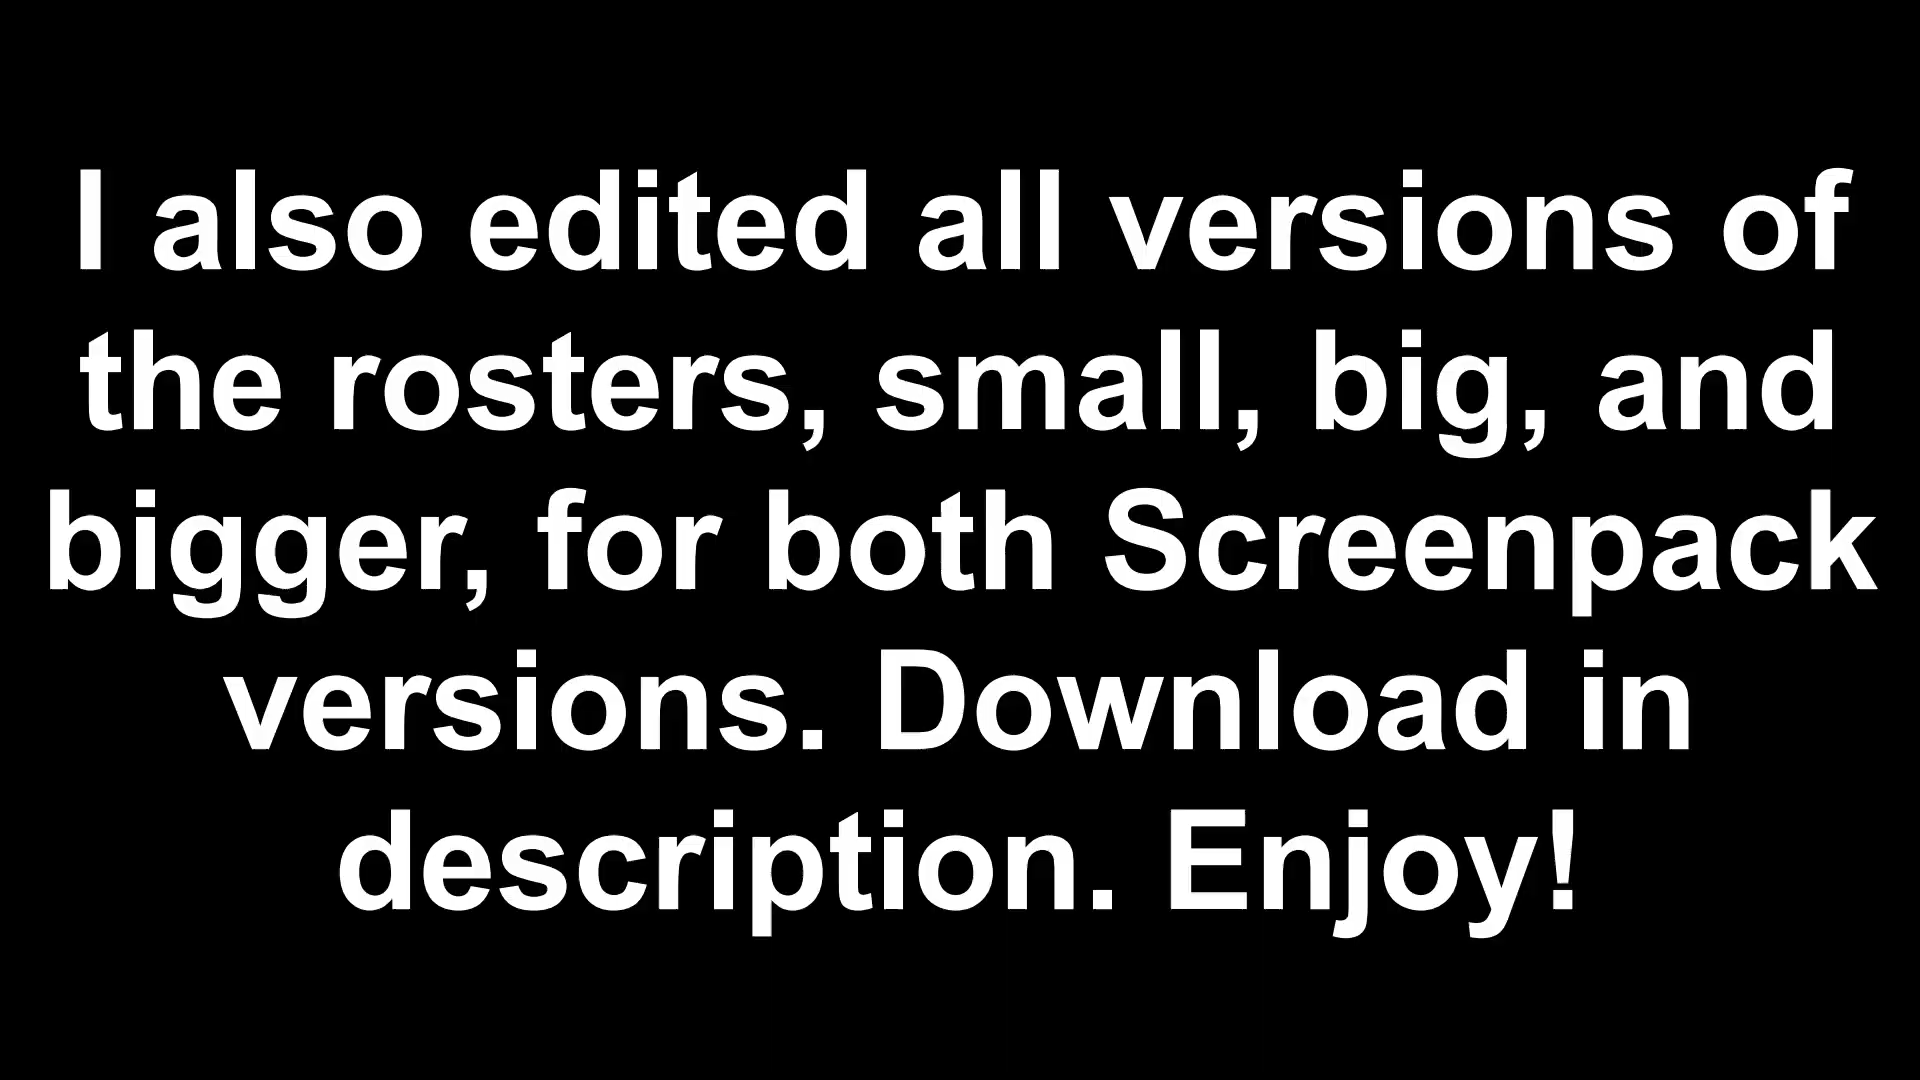 I also edited all versions of
the rosters, small, big, and
bigger, for both Screenpack
versions. Download in
description. Enjoy!